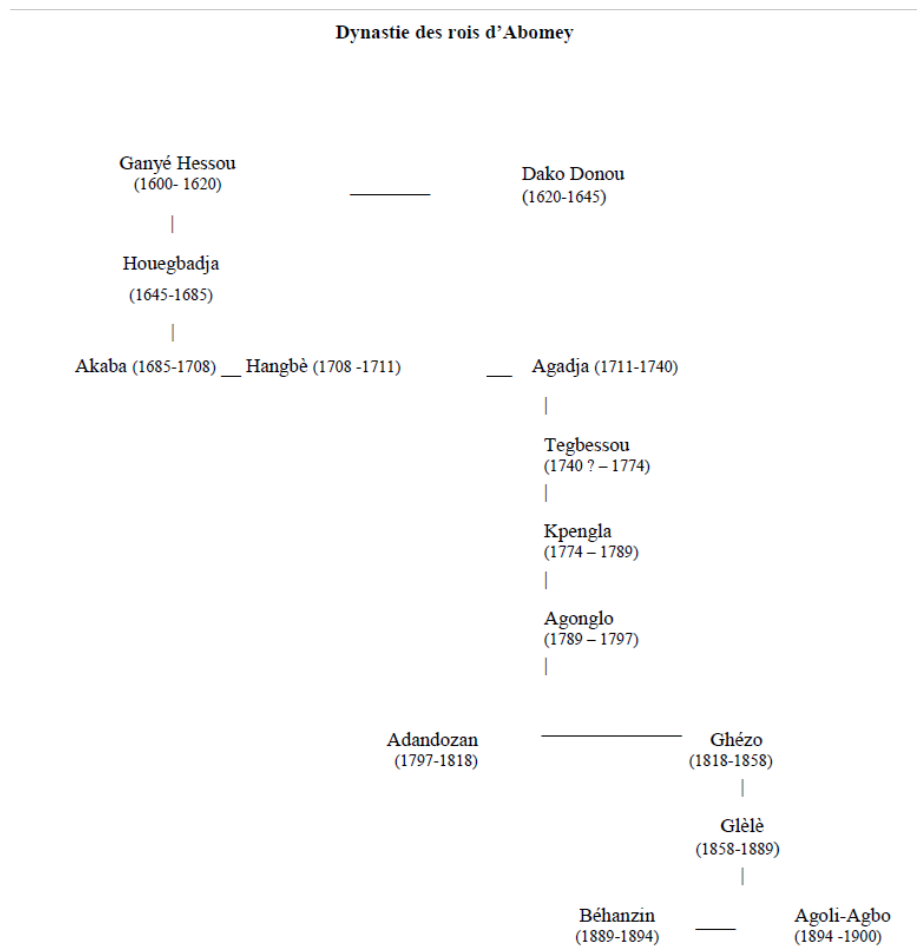 Dynastie des rois d'Abomey
Ganyé Hessou
(1600- 1620)
Dako Donou
(1620-1645)
Houegbadja
(1645-1685)
Akaba (1685-1708) __ Hangbè (1708 -1711) __ Agadja (1711-1740)
Tegbessou
(1740 ? – 1774)
Kpengla
(1774 – 1789)
Agonglo
(1789 – 1797)
Adandozan
(1797-1818)
Ghézo
(1818-1858)
Glèlè
(1858-1889)
Béhanzin
(1889-1894)
Agoli-Agbo
(1894 -1900)